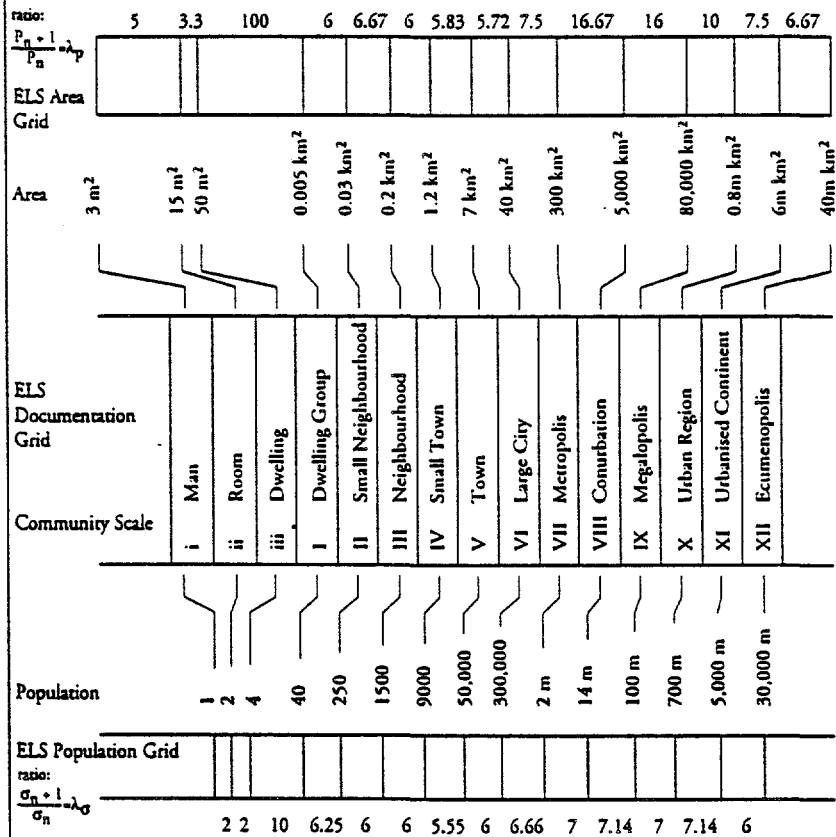 ratio:
5 3.3 100 6 6.67 6 5.83 5.72 7.5 16.67 16 10 7.5 6.67
Pn + 1
Pn
=λp
ELS Area
Grid
Area
3 m²
15 m²
50 m²
0.005 km²
0.03 km²
0.2 km²
1.2 km²
7 km²
40 km²
300 km²
5,000 km²
80,000 km²
0.8m km²
6m km²
40m km²
ELS
Documentation
Grid
Community Scale
i Man
ii Room
iii Dwelling
I Dwelling Group
II Small Neighbourhood
III Neighbourhood
IV Small Town
V Town
VI Large City
VII Metropolis
VIII Conurbation
IX Megalopolis
X Urban Region
XI Urbanised Continent
XII Ecumenopolis
Population
1
2
4
40
250
1500
9000
50,000
300,000
2 m
14 m
100 m
700 m
5,000 m
30,000 m
ELS Population Grid
ratio:
σn + 1
σn
=λσ
2 2 10 6.25 6 6 5.55 6 6.66 7 7.14 7 7.14 6